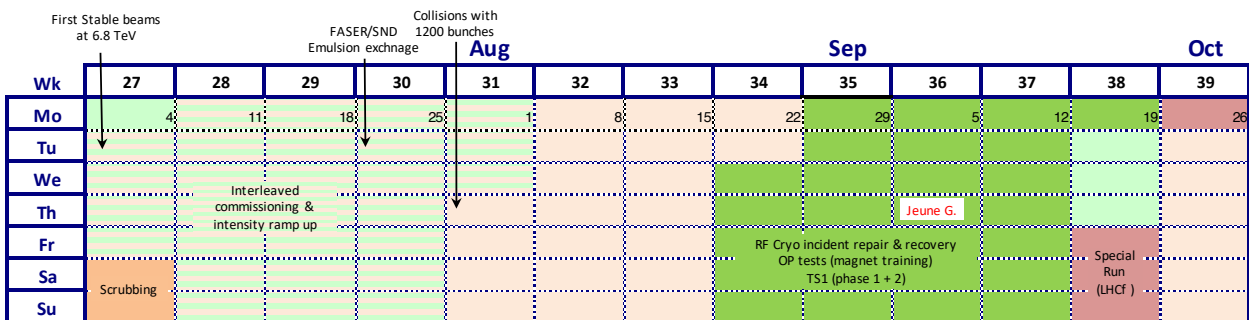 First Stable beams
at 6.8 TeV
FASER/SND
Emulsion exchnage
Collisions with
1200 bunches
Aug
Sep
Oct
Wk 27 28 29 30 31 32 33 34 35 36 37 38 39
Mo 4 11 18 25 1 8 15 22 29 5 12 19 26
Tu
We
Th
Fr
Sa
Su
Interleaved
commissioning &
intensity ramp up
Scrubbing
Jeune G.
RF Cryo incident repair & recovery
OP tests (magnet training)
TS1 (phase 1 + 2)
Special
Run
(LHCf )